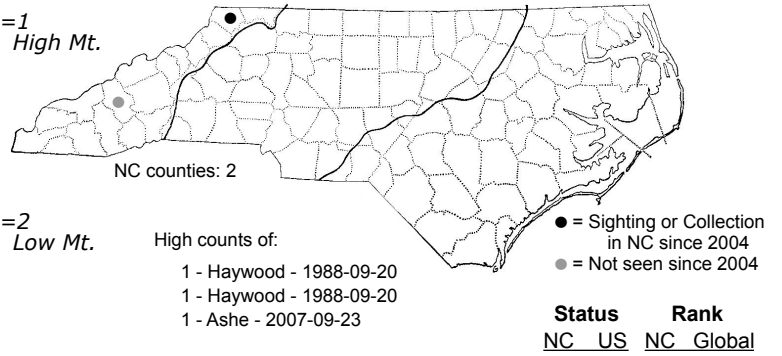 =1
High Mt.
NC counties: 2
=2
Low Mt.
High counts of:
1 - Haywood - 1988-09-20
1 - Haywood - 1988-09-20
1 - Ashe - 2007-09-23
● = Sighting or Collection
in NC since 2004
● = Not seen since 2004
Status Rank
NC US NC Global